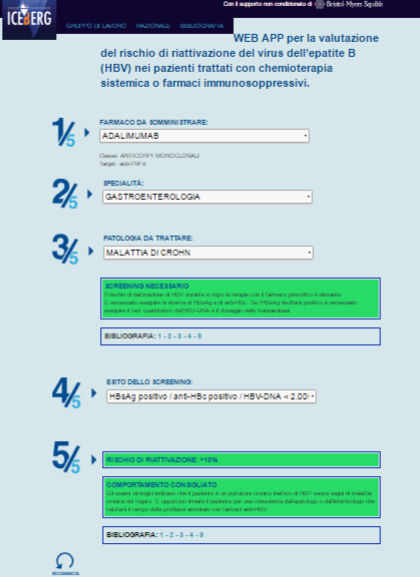 Con il supporto non condizionato di Bristol-Myers Squibb
ICEBERG
GRUPPO DI LAVORO RAZIONALE BIBLIOGRAFIA
WEB APP per la valutazione
del rischio di riattivazione del virus dell'epatite B
(HBV) nei pazienti trattati con chemioterapia
sistemica o farmaci immunosoppressivi.
1/5
FARMACO DA SOMMINISTRARE:
ADALIMUMAB
Classe: ANTICORPI MONOCLONALI
Target: anti-TNF α
2/5
SPECIALITÀ:
GASTROENTEROLOGIA
3/5
PATOLOGIA DA TRATTARE:
MALATTIA DI CROHN
SCREENING NECESSARIO
Il rischio di riattivazione di HBV durante e dopo la terapia con il farmaco prescritto è rilevante.
È necessario eseguire la ricerca di HBsAg e di anti-HBc. Se l'HBsAg risulterà positivo è necessario
eseguire il test quantitativo dell'HBV-DNA e il dosaggio delle transaminasi
BIBLIOGRAFIA: 1 - 2 - 3 - 4 - 9
4/5
ESITO DELLO SCREENING:
HBsAg positivo / anti-HBc positivo / HBV-DNA < 2.00
5/5
RISCHIO DI RIATTIVAZIONE: >10%
COMPORTAMENTO CONSIGLIATO
Gli esami virologici indicano che il paziente è un portatore cronico inattivo di HBV senza segni di malattia
cronica del fegato. È opportuno inviare il paziente per una consulenza dall'epatologo o dall'infettivologo che
valuterà il tempo della profilassi antivirale con farmaci anti-HBV.
BIBLIOGRAFIA: 1 - 2 - 3 - 4 - 9
RICOMINCIA